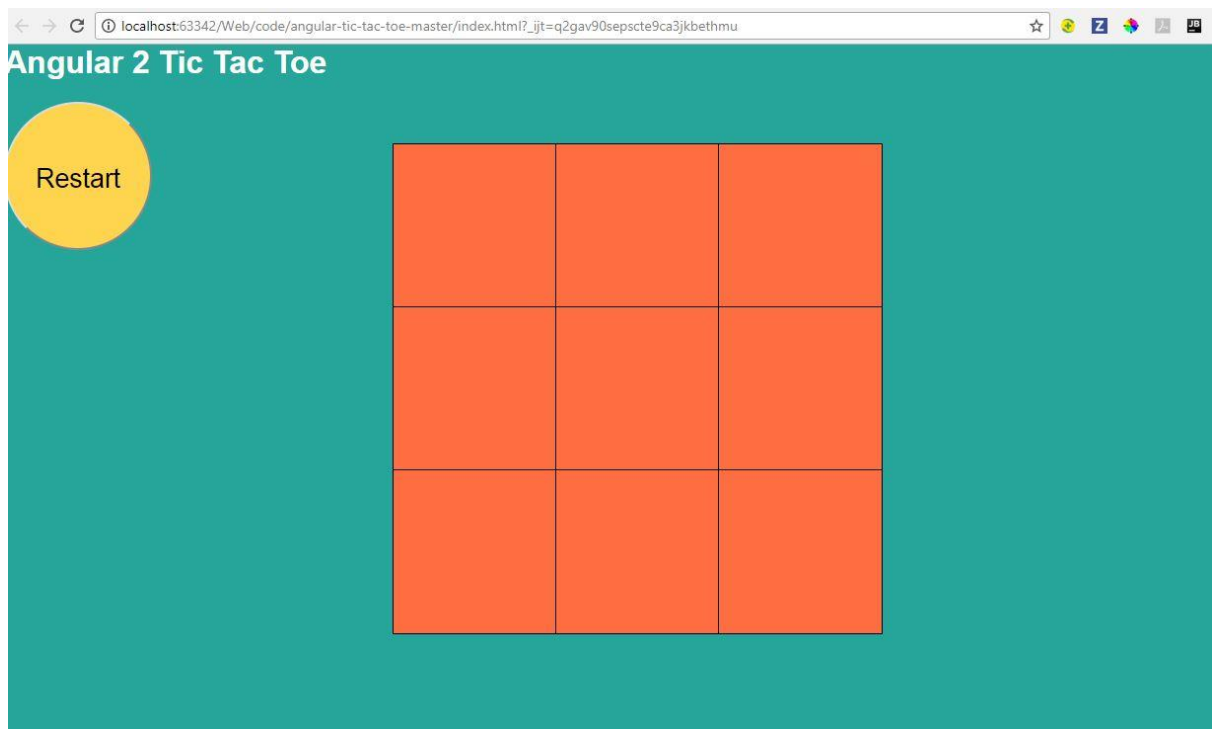 localhost:63342/Web/code/angular-tic-tac-toe-master/index.html?_ijt=q2gav90sepscte9ca3jkbethmu
Z
JB
Angular 2 Tic Tac Toe
Restart